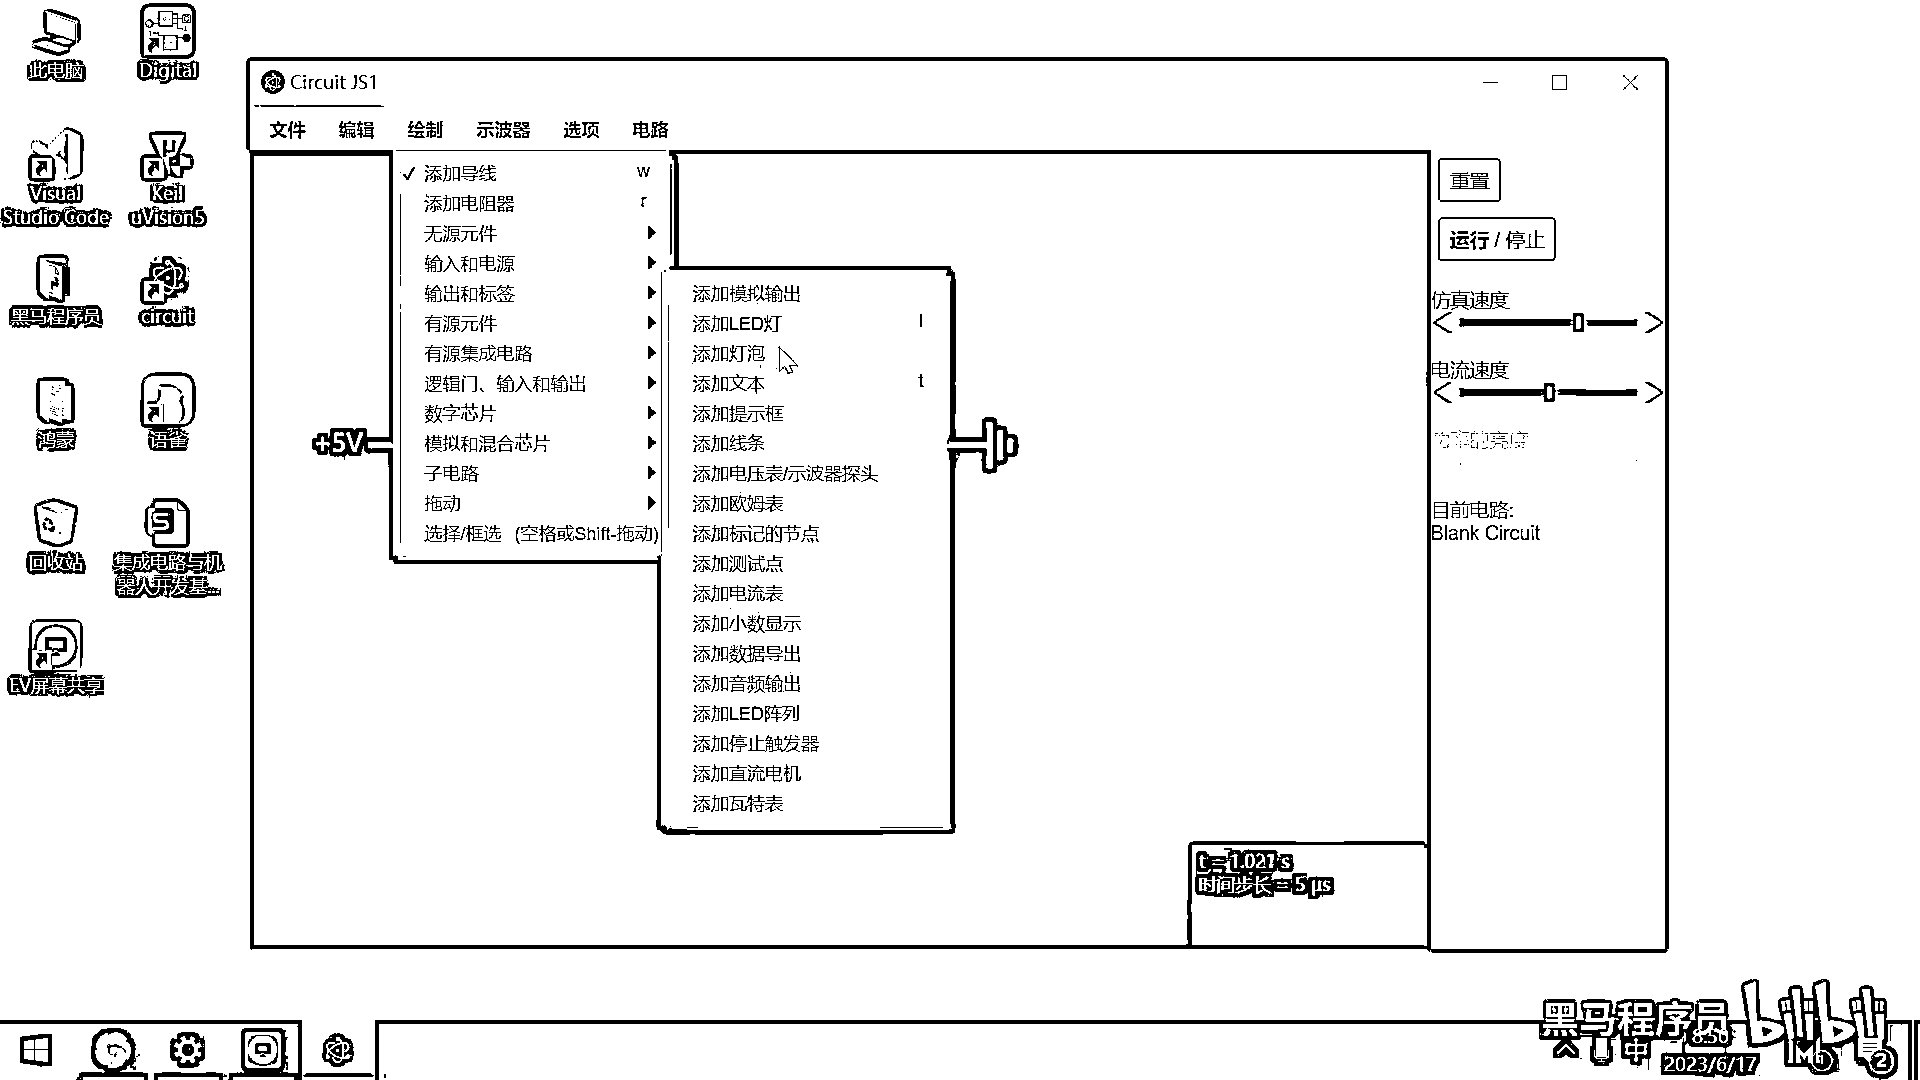 此电脑
Digital
Visual
Studio Code
Keil
uVision5
黑马程序员
circuit
鸿蒙
语雀
回收站
集成电路与机
器人开发基...
EV屏幕共享
Circuit JS1
文件 编辑 绘制 示波器 选项 电路
添加导线 w
添加电阻器 r
无源元件
输入和电源
输出和标签
有源元件
有源集成电路
逻辑门、输入和输出
数字芯片
模拟和混合芯片
子电路
拖动
选择/框选 (空格或Shift-拖动)
添加模拟输出
添加LED灯 l
添加灯泡
添加文本 t
添加提示框
添加线条
添加电压表/示波器探头
添加欧姆表
添加标记的节点
添加测试点
添加电流表
添加小数显示
添加数据导出
添加音频输出
添加LED阵列
添加停止触发器
添加直流电机
添加瓦特表
+5V
t = 1.021 s
时间步长 = 5 μs
重置
运行 / 停止
仿真速度
电流速度
目前电路:
Blank Circuit
黑马程序员
bilibili
中
8:50
2023/6/17
2